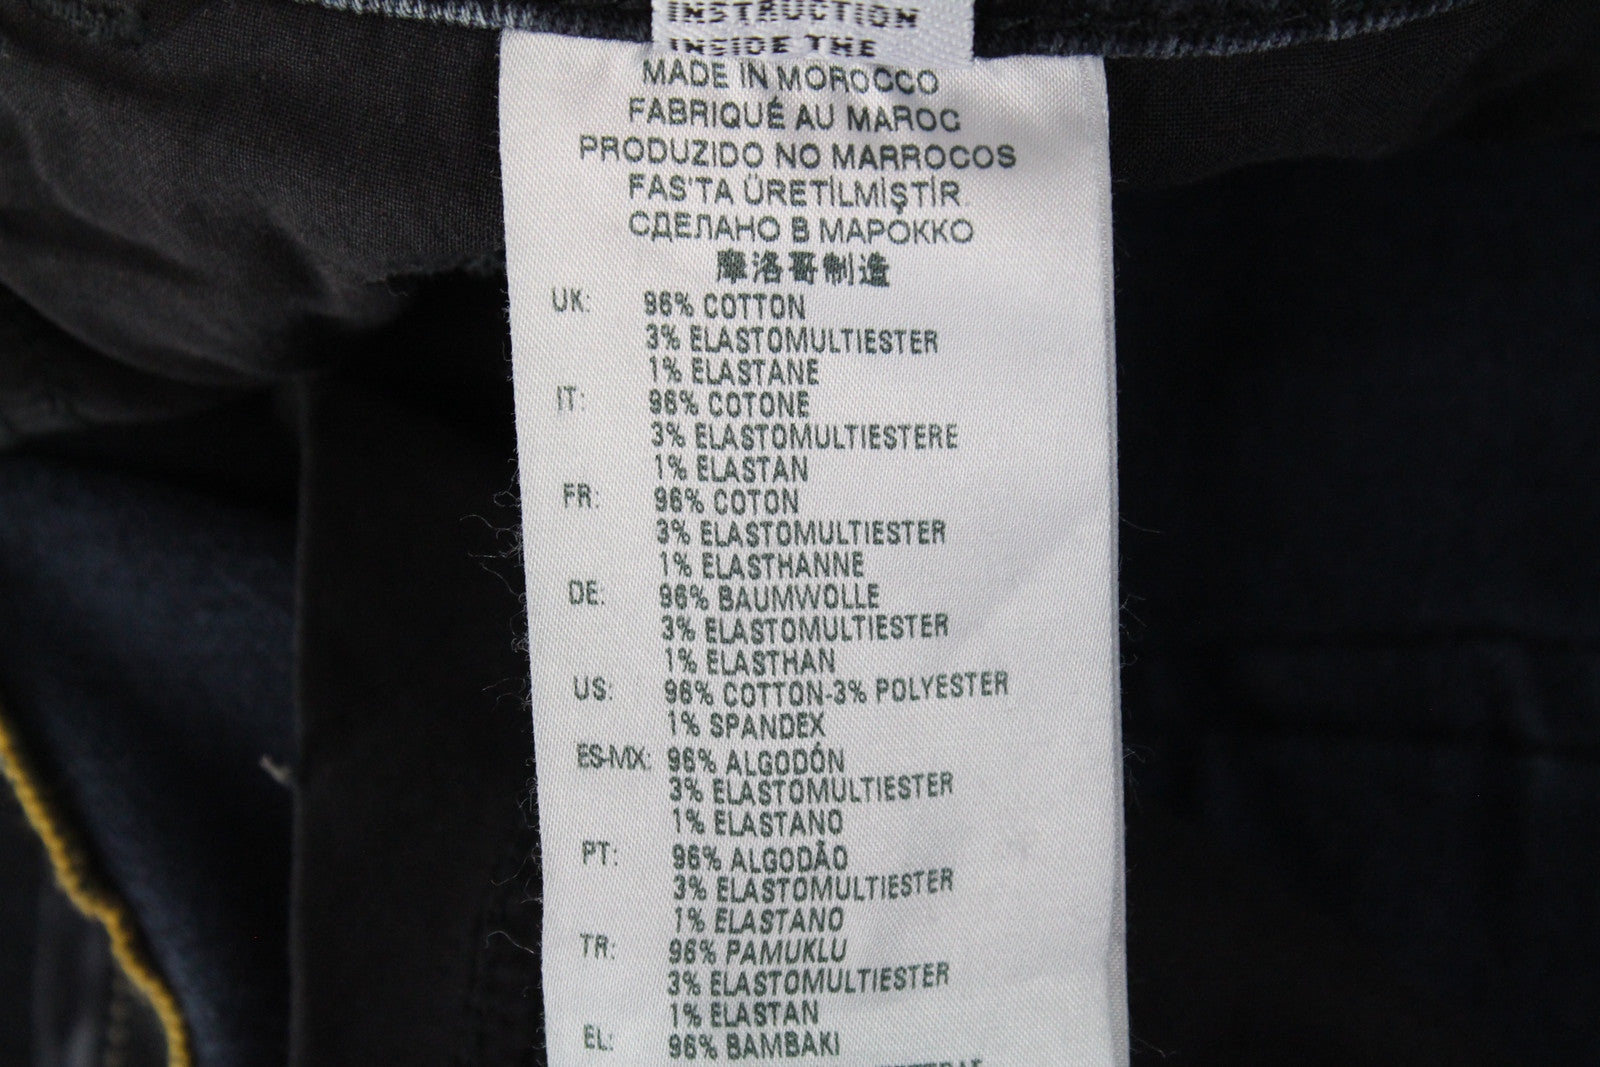 INSTRUCTION
INSIDE THE
MADE IN MOROCCO
FABRIQUÉ AU MAROC
PRODUZIDO NO MARROCOS
FAS'TA ÜRETİLMİŞTİR.
СДЕЛАНО В МАРОККО
摩洛哥制造
UK: 96% COTTON
3% ELASTOMULTIESTER
1% ELASTANE
IT: 96% COTONE
3% ELASTOMULTIESTERE
1% ELASTAN
FR: 96% COTON
3% ELASTOMULTIESTER
1% ELASTHANNE
DE: 96% BAUMWOLLE
3% ELASTOMULTIESTER
1% ELASTHAN
US: 96% COTTON-3% POLYESTER
1% SPANDEX
ES-MX: 96% ALGODÓN
3% ELASTOMULTIESTER
1% ELASTANO
PT: 96% ALGODÃO
3% ELASTOMULTIESTER
1% ELASTANO
TR: 96% PAMUKLU
3% ELASTOMULTIESTER
1% ELASTAN
EL: 96% BAMBAKI